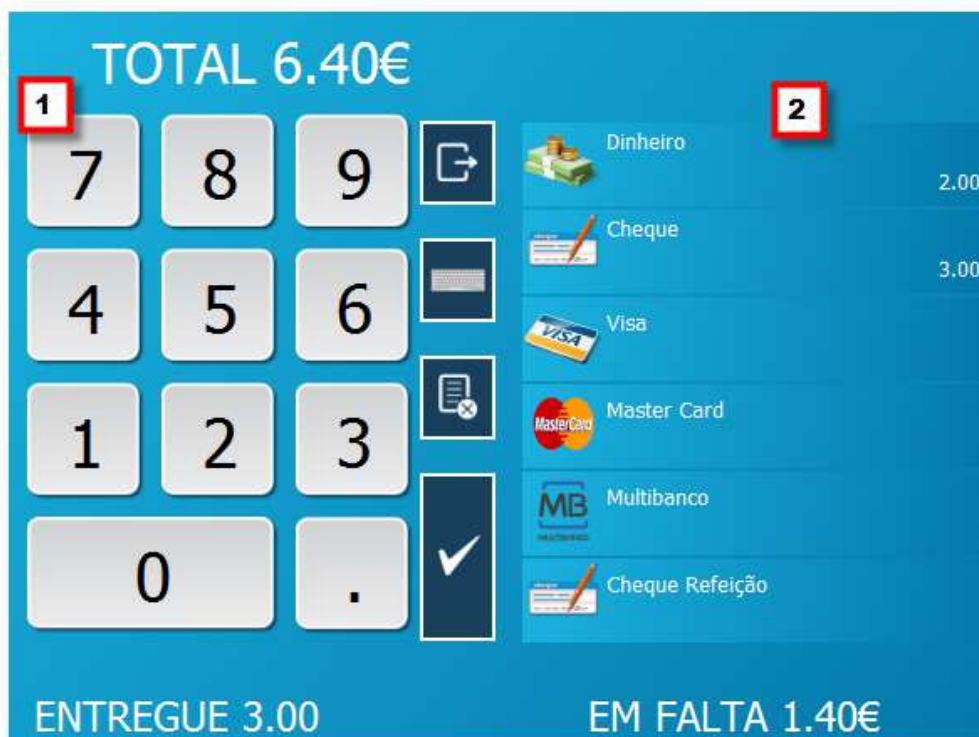 TOTAL 6.40€
1
2
7 8 9
4 5 6
1 2 3
0 .
Dinheiro
2.00
Cheque
3.00
VISA
Visa
MasterCard
Master Card
MB
MULTIBANCO
Multibanco
Cheque Refeição
ENTREGUE 3.00
EM FALTA 1.40€